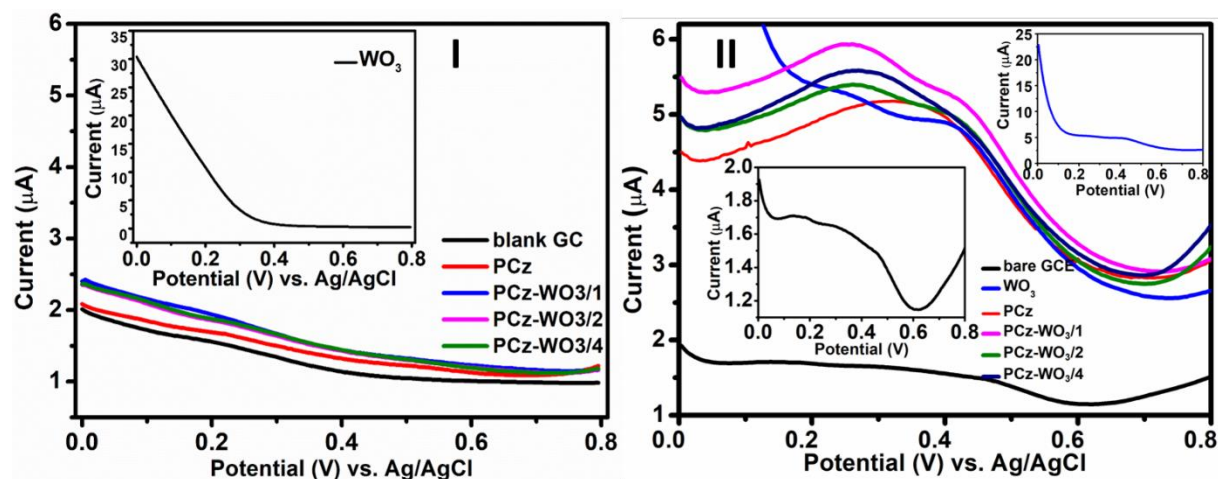 I
6
5
4
3
2
1
Current (μA)
0.0 0.2 0.4 0.6 0.8
Potential (V) vs. Ag/AgCl
35
30
25
20
15
10
5
0
Current (μA)
0.0 0.2 0.4 0.6 0.8
Potential (V) vs. Ag/AgCl
WO₃
blank GC
PCz
PCz-WO3/1
PCz-WO3/2
PCz-WO3/4
II
6
5
4
3
2
1
Current (μA)
0.0 0.2 0.4 0.6 0.8
Potential (V) vs. Ag/AgCl
25
20
15
10
5
0
Current (μA)
0.0 0.2 0.4 0.6 0.8
Potential (V)
2.0
1.8
1.6
1.4
1.2
Current (μA)
0.0 0.2 0.4 0.6 0.8
Potential (V)
bare GCE
WO₃
PCz
PCz-WO₃/1
PCz-WO₃/2
PCz-WO₃/4